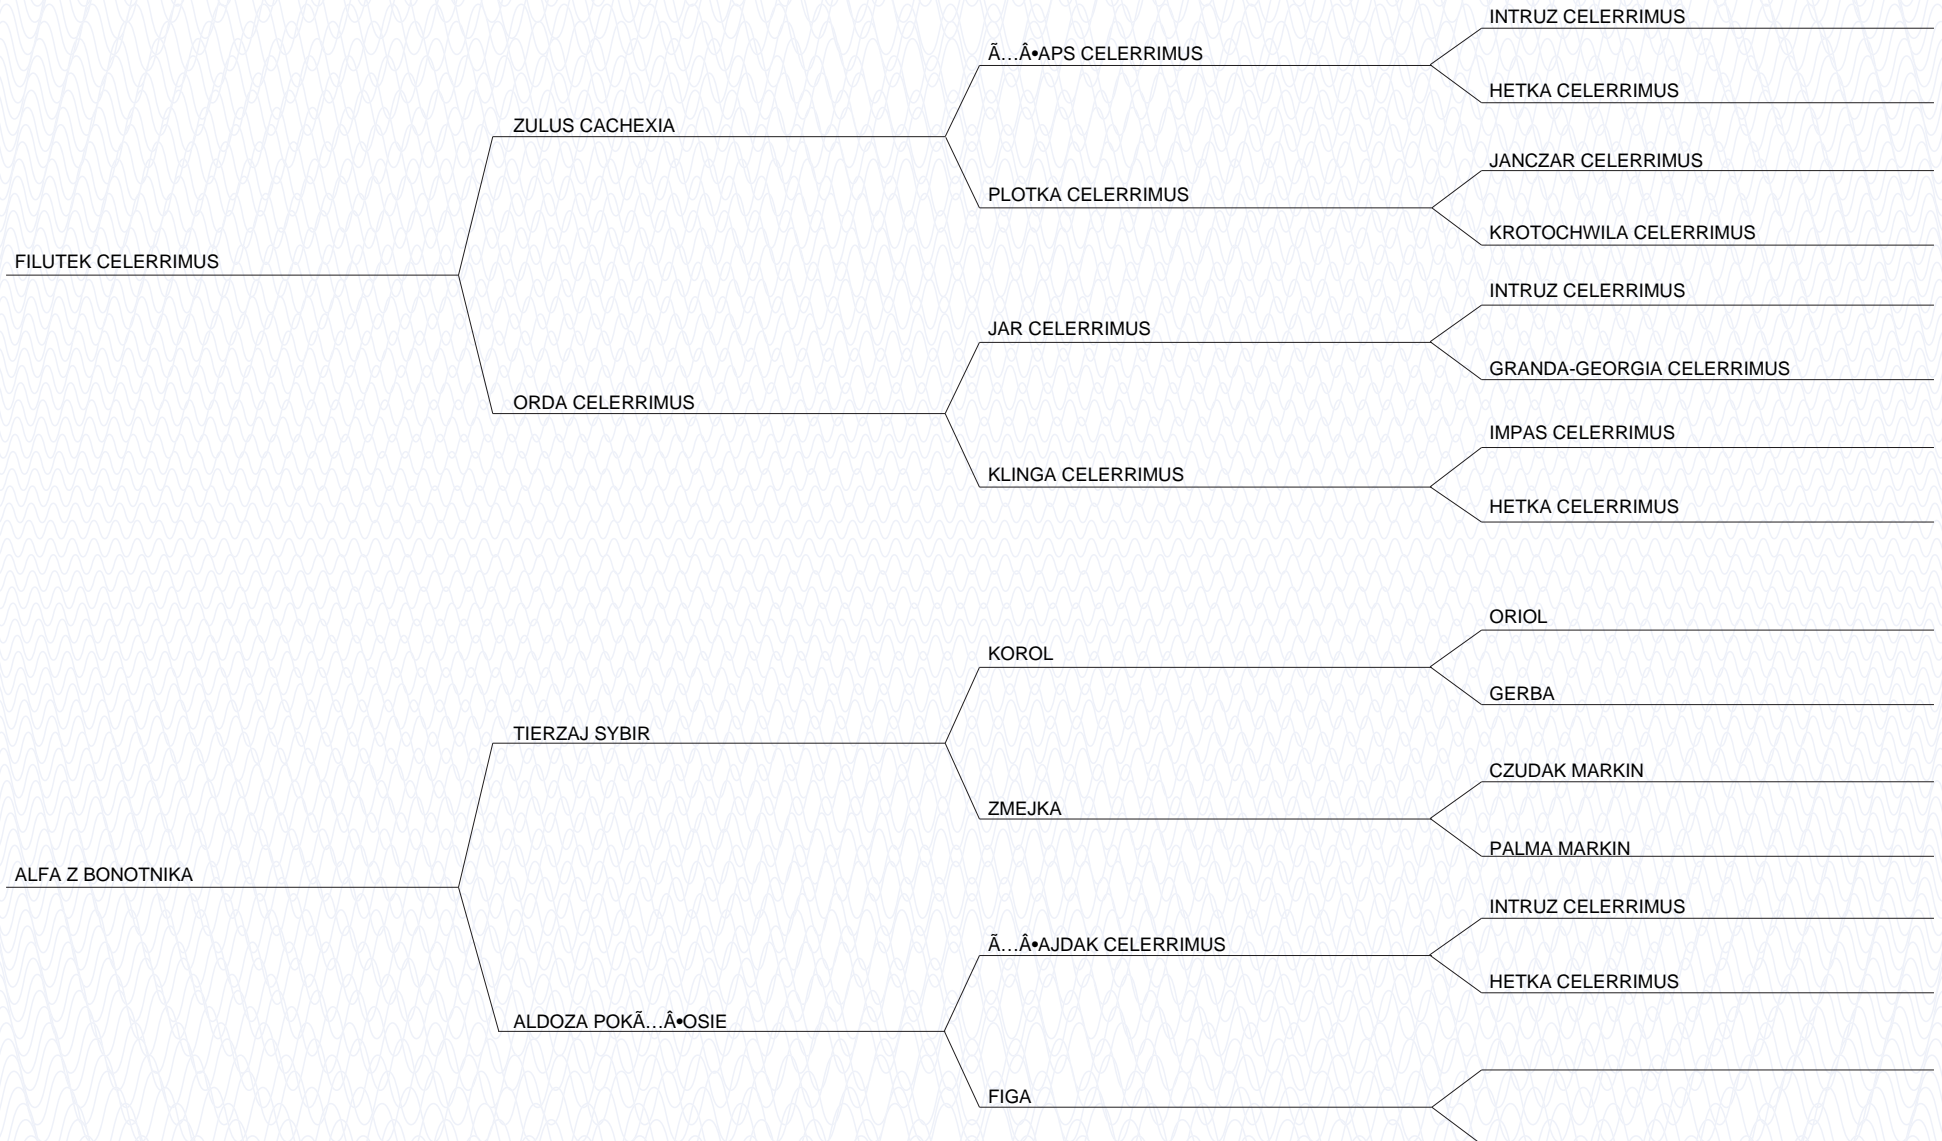 INTRUZ CELERRIMUS
Ã…Â•APS CELERRIMUS
HETKA CELERRIMUS
ZULUS CACHEXIA
JANCZAR CELERRIMUS
PLOTKA CELERRIMUS
KROTOCHWILA CELERRIMUS
FILUTEK CELERRIMUS
INTRUZ CELERRIMUS
JAR CELERRIMUS
GRANDA-GEORGIA CELERRIMUS
ORDA CELERRIMUS
IMPAS CELERRIMUS
KLINGA CELERRIMUS
HETKA CELERRIMUS
ORIOL
KOROL
GERBA
TIERZAJ SYBIR
CZUDAK MARKIN
ZMEJKA
PALMA MARKIN
ALFA Z BONOTNIKA
INTRUZ CELERRIMUS
Ã…Â•AJDAK CELERRIMUS
HETKA CELERRIMUS
ALDOZA POKÃ…Â•OSIE
FIGA